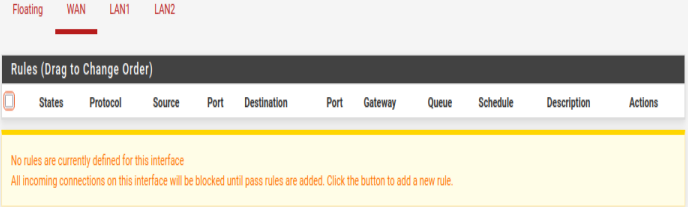 Floating WAN LAN1 LAN2
Rules (Drag to Change Order)
States Protocol Source Port Destination Port Gateway Queue Schedule Description Actions
No rules are currently defined for this interface
All incoming connections on this interface will be blocked until pass rules are added. Click the button to add a new rule.